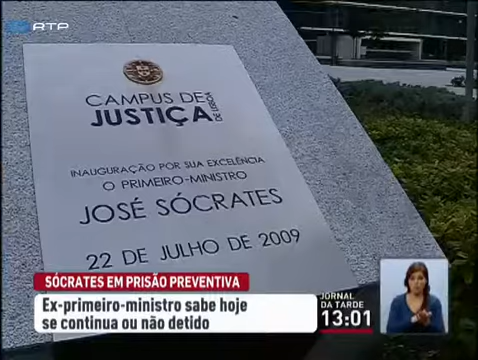 RTP
CAMPUS DE
JUSTIÇA
DE LISBOA
INAUGURAÇÃO POR SUA EXCELÊNCIA
O PRIMEIRO-MINISTRO
JOSÉ SÓCRATES
22 DE JULHO DE 2009
SÓCRATES EM PRISÃO PREVENTIVA
Ex-primeiro-ministro sabe hoje
se continua ou não detido
JORNAL
DA TARDE
13:01